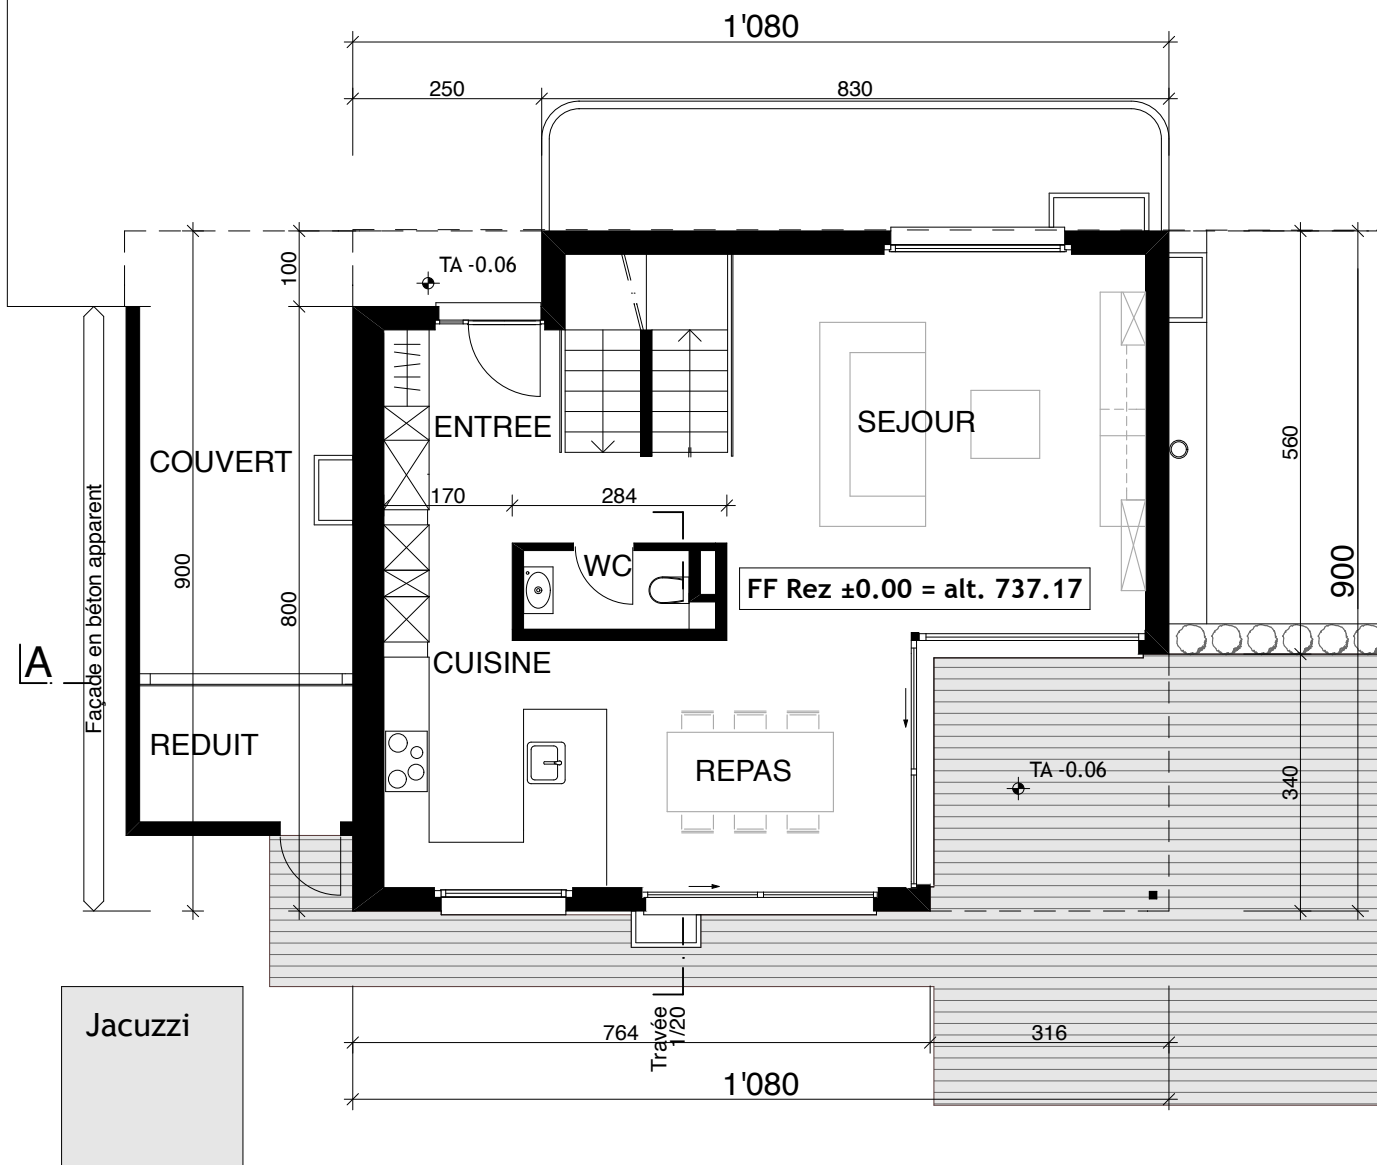 1'080
250
830
TA -0.06
100
ENTREE
SEJOUR
COUVERT
560
170
284
Façade en béton apparent
900
800
WC
FF Rez ±0.00 = alt. 737.17
900
A
CUISINE
REDUIT
REPAS
TA -0.06
340
Jacuzzi
764
Travée
1/20
316
1'080